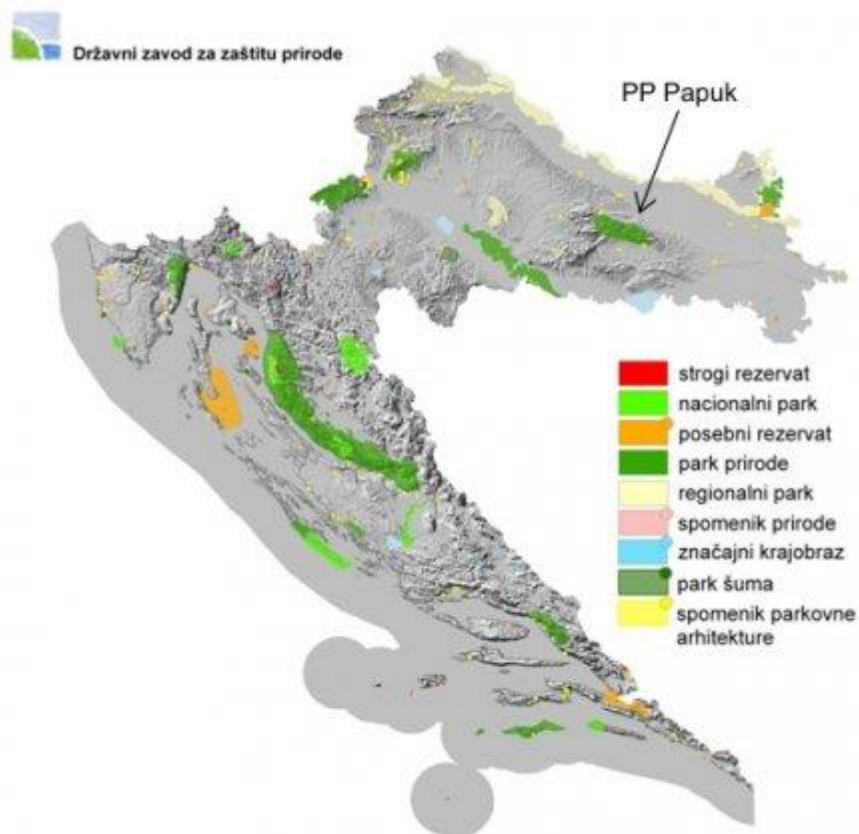 Državni zavod za zaštitu prirode
PP Papuk
strogi rezervat
nacionalni park
posebni rezervat
park prirode
regionalni park
spomenik prirode
značajni krajobraz
park šuma
spomenik parkovne
arhitekture